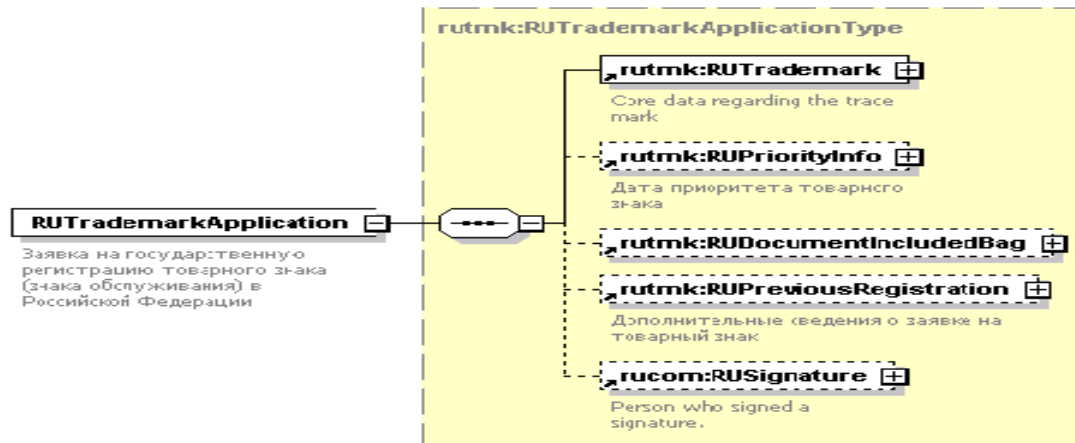 rutmk:RUTrademarkApplicationType
rutmk:RUTrademark
Core data regarding the trace
mark
rutmk:RUPriorityInfo
Дата приоритета товарнсго
знака
RUTrademarkApplication
Заявка на государственную
регистрацию товарного знака
(знака обслуживания) в
Российской Федерации
rutmk:RUDocumentIncludedBag
rutmk:RUPreviousRegistration
Дополнительные сведения о заявке на
товарный знак
rucom:RUSignature
Person who signed a
signature.